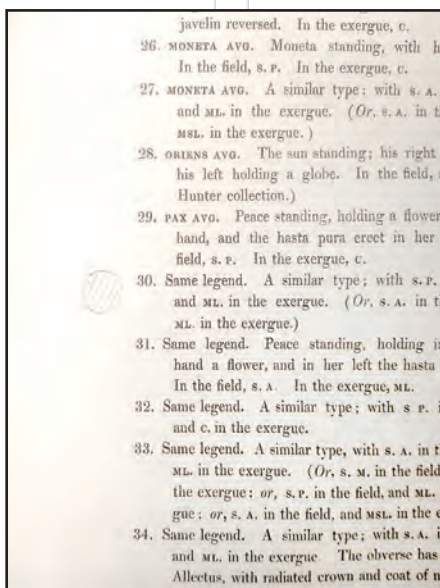 javelin reversed. In the exergue, c.
26. MONETA AVG. Moneta standing, with
In the field, S. P. In the exergue, c.
27. MONETA AVG. A similar type: with S. A.
and ML. in the exergue. (Or, S. A. in
MSL. in the exergue.)
28. ORIENS AVG. The sun standing; his right
his left holding a globe. In the field,
Hunter collection.)
29. PAX AVG. Peace standing, holding a flower
hand, and the hasta pura erect in her
field, S. P. In the exergue, c.
30. Same legend. A similar type; with S. P.
and ML. in the exergue. (Or, S. A. in
ML. in the exergue.)
31. Same legend. Peace standing, holding
hand a flower, and in her left the hasta
In the field, S. A. In the exergue, ML.
32. Same legend. A similar type; with S P.
and c. in the exergue.
33. Same legend. A similar type, with S. A. in
ML. in the exergue. (Or, S. M. in the field
the exergue: or, S. P. in the field, and ML.
gue: or, S. A. in the field, and MSL. in the
34. Same legend. A similar type; with S. A.
and ML. in the exergue The obverse has
Allectus, with radiated crown and coat of